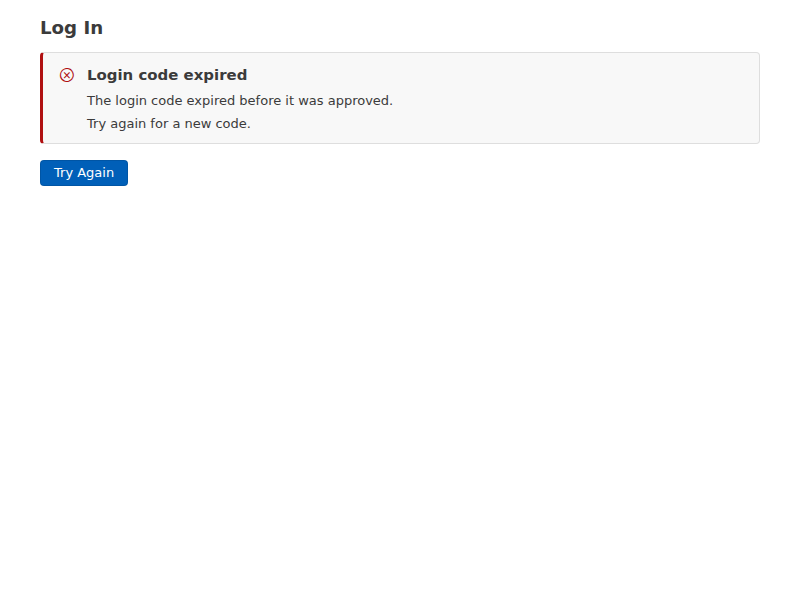 Log In
Login code expired
The login code expired before it was approved.
Try again for a new code.
Try Again